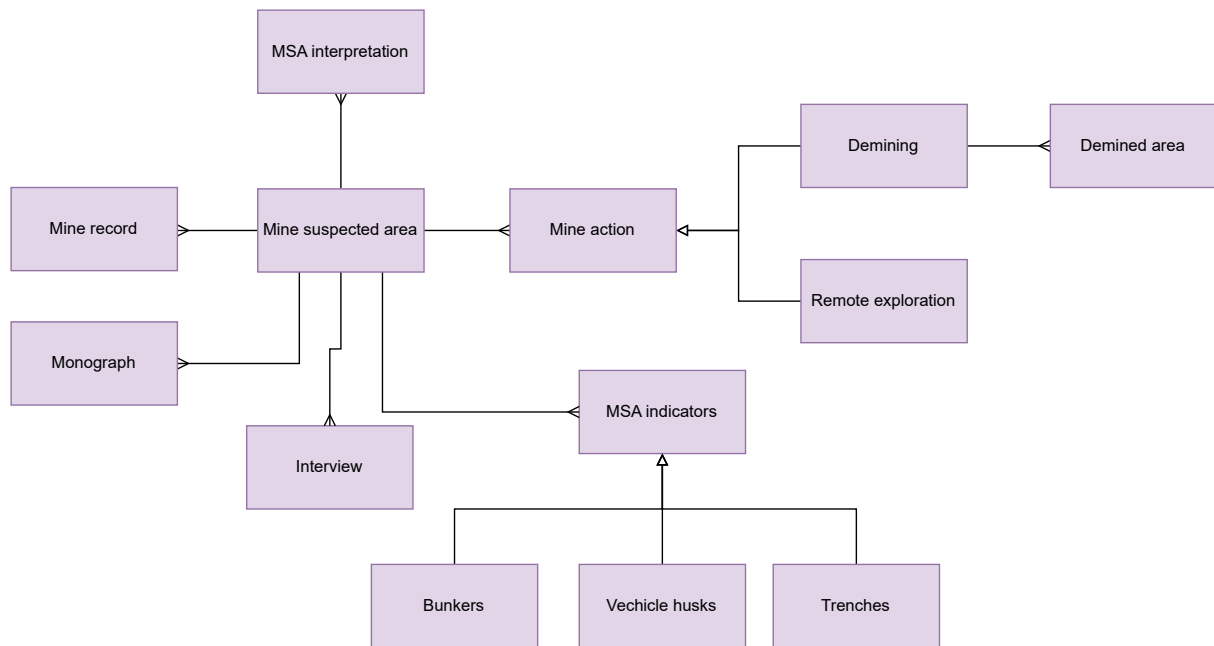 MSA interpretation
Demining
Demined area
Mine record
Mine suspected area
Mine action
Remote exploration
Monograph
MSA indicators
Interview
Bunkers
Vechicle husks
Trenches